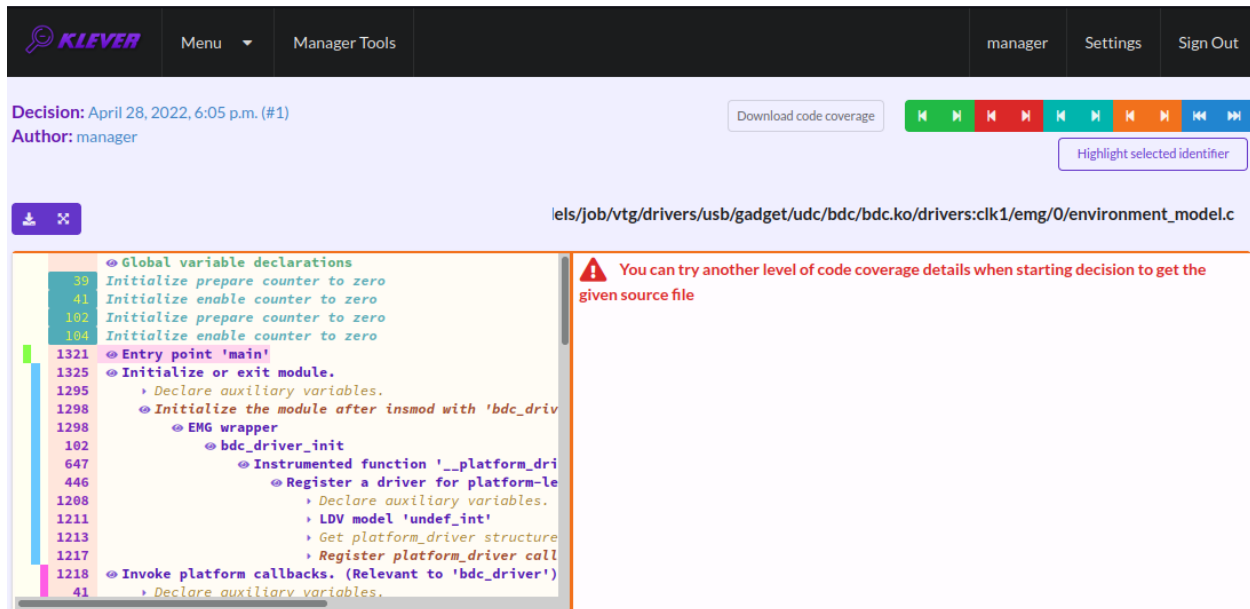 KLEVER
Menu
Manager Tools
manager
Settings
Sign Out
Decision: April 28, 2022, 6:05 p.m. (#1)
Author: manager
Download code coverage
Highlight selected identifier
els/job/vtg/drivers/usb/gadget/udc/bdc/bdc.ko/drivers:clk1/emg/0/environment_model.c
Global variable declarations
39 Initialize prepare counter to zero
41 Initialize enable counter to zero
102 Initialize prepare counter to zero
104 Initialize enable counter to zero
1321 Entry point 'main'
1325 Initialize or exit module.
1295 Declare auxiliary variables.
1298 Initialize the module after insmod with 'bdc_driv
1298 EMG wrapper
102 bdc_driver_init
647 Instrumented function '__platform_dri
446 Register a driver for platform-le
1208 Declare auxiliary variables.
1211 LDV model 'undef_int'
1213 Get platform_driver structure
1217 Register platform_driver call
1218 Invoke platform callbacks. (Relevant to 'bdc_driver')
41 Declare auxiliary variables.
You can try another level of code coverage details when starting decision to get the
given source file